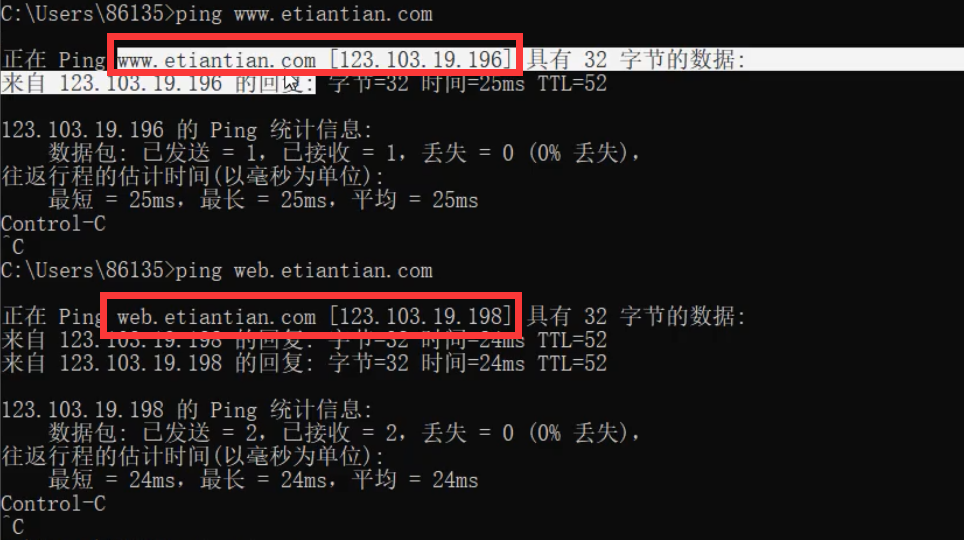 C:\Users\86135>ping www.etiantian.com
正在 Ping www.etiantian.com [123.103.19.196] 具有 32 字节的数据:
来自 123.103.19.196 的回复: 字节=32 时间=25ms TTL=52
123.103.19.196 的 Ping 统计信息:
数据包: 已发送 = 1，已接收 = 1，丢失 = 0 (0% 丢失)，
往返行程的估计时间(以毫秒为单位):
最短 = 25ms，最长 = 25ms，平均 = 25ms
Control-C
^C
C:\Users\86135>ping web.etiantian.com
正在 Ping web.etiantian.com [123.103.19.198] 具有 32 字节的数据:
来自 123.103.19.198 的回复: 字节=32 时间=24ms TTL=52
来自 123.103.19.198 的回复: 字节=32 时间=24ms TTL=52
123.103.19.198 的 Ping 统计信息:
数据包: 已发送 = 2，已接收 = 2，丢失 = 0 (0% 丢失)，
往返行程的估计时间(以毫秒为单位):
最短 = 24ms，最长 = 24ms，平均 = 24ms
Control-C
^C